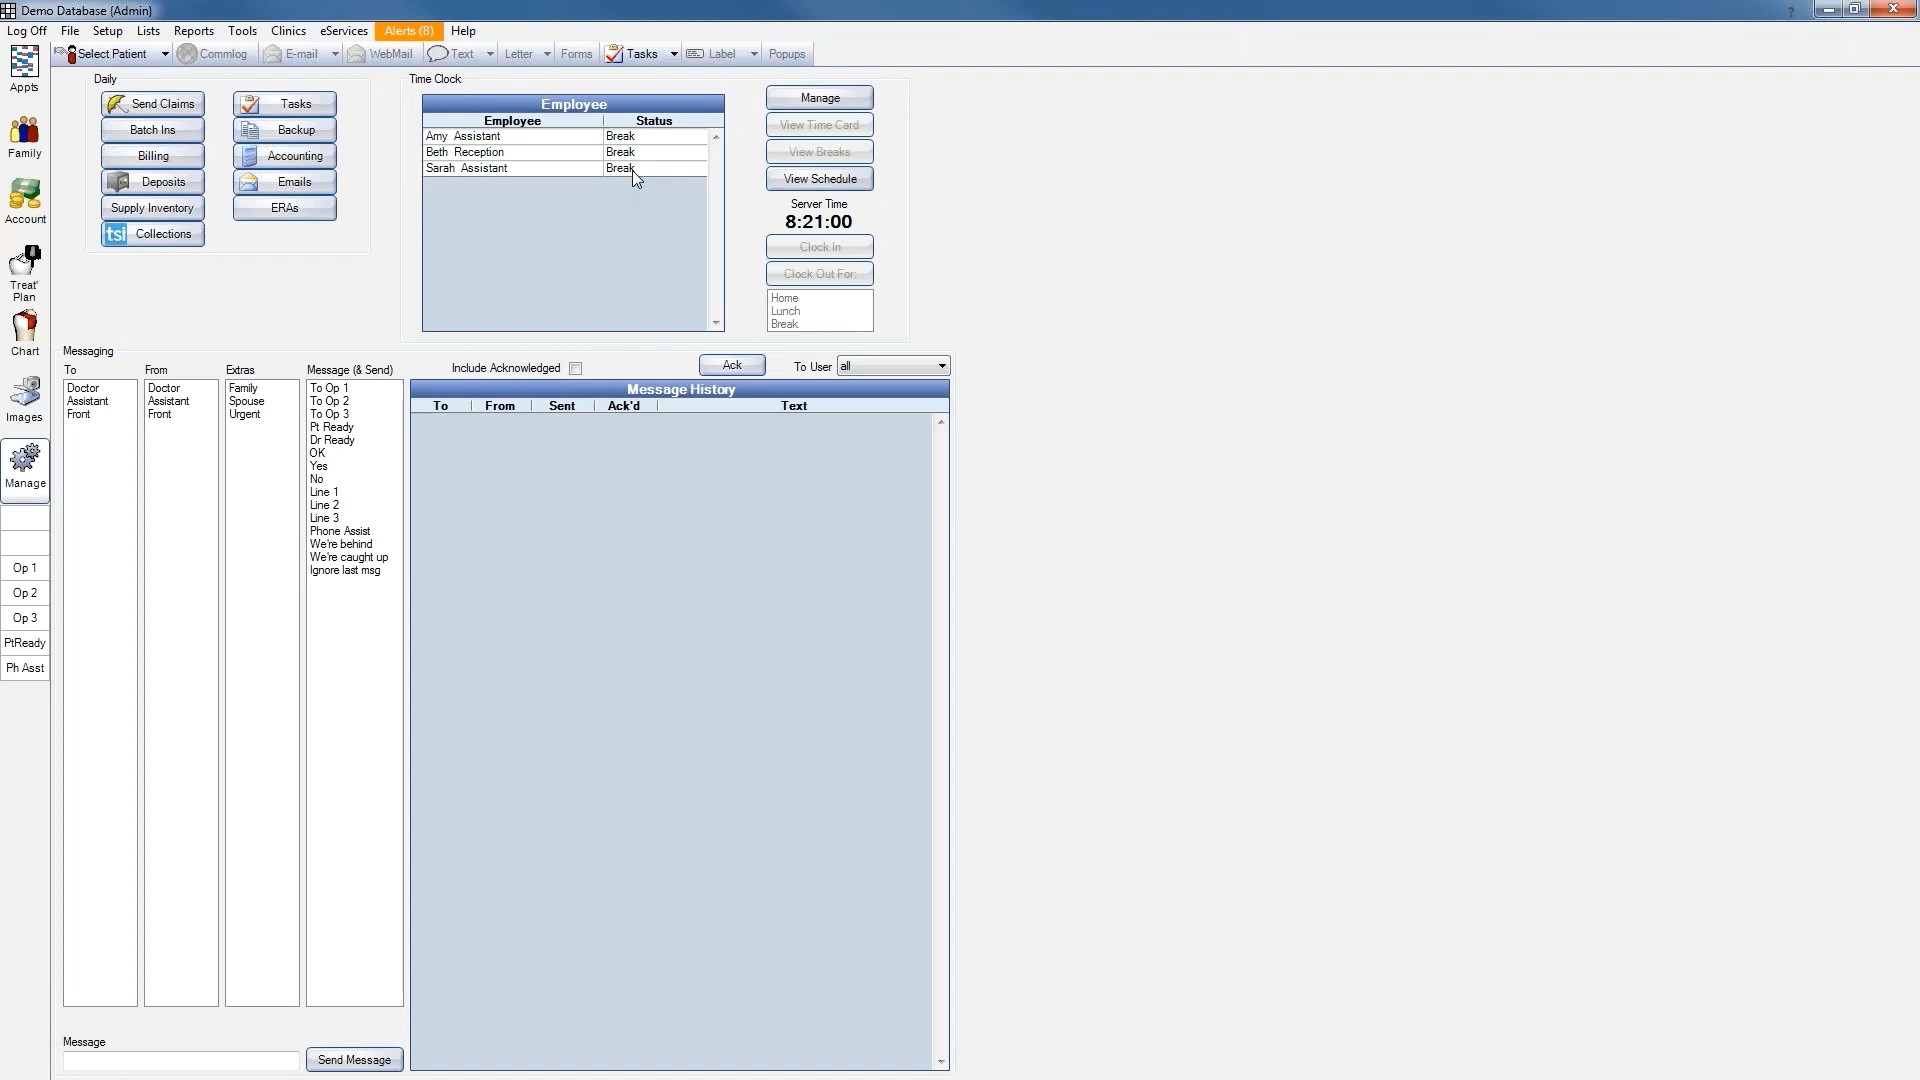 Demo Database {Admin}
Log Off File Setup Lists Reports Tools Clinics eServices Alerts (8) Help
Select Patient Commlog E-mail WebMail Text Letter Forms Tasks Label Popups
Appts
Family
Account
Treat'
Plan
Chart
Images
Manage
Op 1
Op 2
Op 3
PtReady
Ph Asst
Daily
Send Claims Tasks
Batch Ins Backup
Billing Accounting
Deposits Emails
Supply Inventory ERAs
tsi Collections
Time Clock
Employee
Employee Status
Amy Assistant Break
Beth Reception Break
Sarah Assistant Break
Manage
View Time Card
View Breaks
View Schedule
Server Time
8:21:00
Clock In
Clock Out For:
Home
Lunch
Break
Messaging
To From Extras Message (& Send)
Doctor
Assistant
Front
Doctor
Assistant
Front
Family
Spouse
Urgent
To Op 1
To Op 2
To Op 3
Pt Ready
Dr Ready
OK
Yes
No
Line 1
Line 2
Line 3
Phone Assist
We're behind
We're caught up
Ignore last msg
Include Acknowledged Ack To User all
Message History
To From Sent Ack'd Text
Message
Send Message